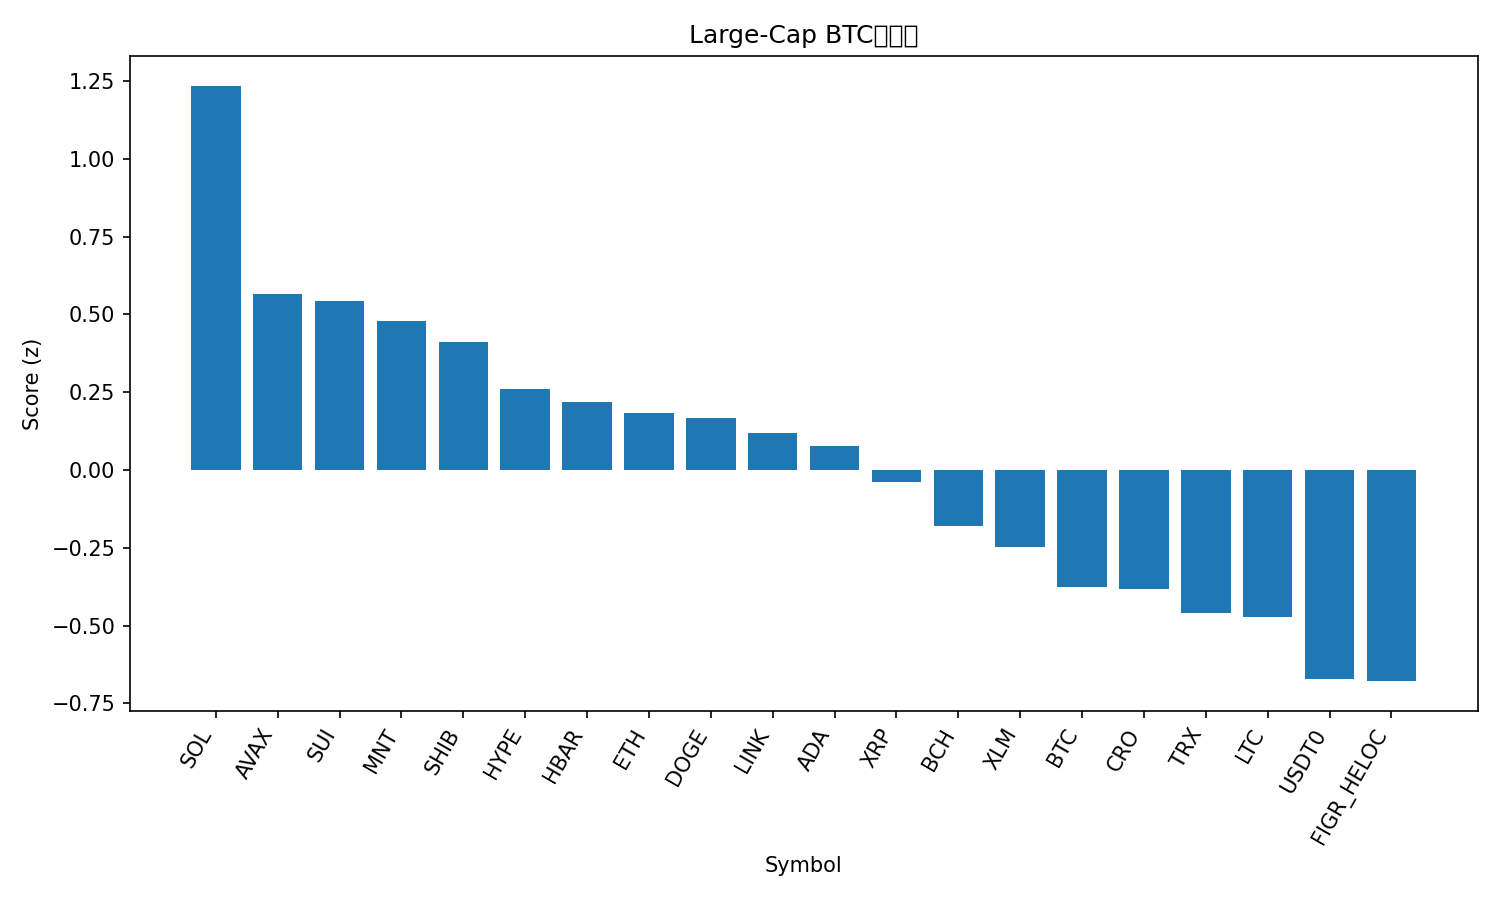 Large-Cap BTC
Score (z)
1.25
1.00
0.75
0.50
0.25
0.00
−0.25
−0.50
−0.75
SOL
AVAX
SUI
MNT
SHIB
HYPE
HBAR
ETH
DOGE
LINK
ADA
XRP
BCH
XLM
BTC
CRO
TRX
LTC
USDT0
FIGR_HELOC
Symbol